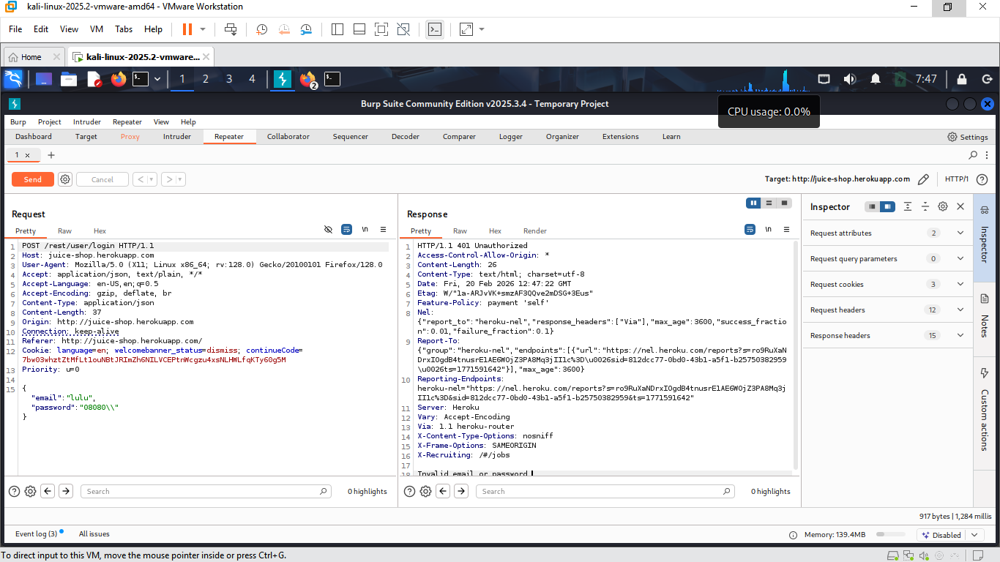 kali-linux-2025.2-vmware-amd64 - VMware Workstation
File Edit View VM Tabs Help
Home kali-linux-2025.2-vmware...
1 2 3 4 2 7:47
Burp Suite Community Edition v2025.3.4 - Temporary Project
CPU usage: 0.0%
Burp Project Intruder Repeater View Help
Dashboard Target Proxy Intruder Repeater Collaborator Sequencer Decoder Comparer Logger Organizer Extensions Learn Settings
1
Send Cancel Target: http://juice-shop.herokuapp.com HTTP/1
Request
Pretty Raw Hex \n
1 POST /rest/user/login HTTP/1.1
2 Host: juice-shop.herokuapp.com
3 User-Agent: Mozilla/5.0 (X11; Linux x86_64; rv:128.0) Gecko/20100101 Firefox/128.0
4 Accept: application/json, text/plain, */*
5 Accept-Language: en-US,en;q=0.5
6 Accept-Encoding: gzip, deflate, br
7 Content-Type: application/json
8 Content-Length: 37
9 Origin: http://juice-shop.herokuapp.com
10 Connection: keep-alive
11 Referer: http://juice-shop.herokuapp.com/
12 Cookie: language=en; welcomebanner_status=dismiss; continueCode=
7bw03whztZtMfLt1ouNBtJRImZh6NILVCEPtnWcgzu4xsNLHWLfqKTy60g5M
13 Priority: u=0
14
15 {
"email":"lulu",
"password":"08080\\"
}
Search 0 highlights
Response
Pretty Raw Hex Render \n
1 HTTP/1.1 401 Unauthorized
2 Access-Control-Allow-Origin: *
3 Content-Length: 26
4 Content-Type: text/html; charset=utf-8
5 Date: Fri, 20 Feb 2026 12:47:22 GMT
6 Etag: W/"1a-ARJvVK+smzAF3QQve2mDSG+3Eus"
7 Feature-Policy: payment 'self'
8 Nel:
{"report_to":"heroku-nel","response_headers":["Via"],"max_age":3600,"success_fractio
n":0.01,"failure_fraction":0.1}
9 Report-To:
{"group":"heroku-nel","endpoints":[{"url":"https://nel.heroku.com/reports?s=ro9RuXaN
DrxIOgdB4tnusrElAE6WOjZ3PA8Mq3jII1c%3D\u0026sid=812dcc77-0bd0-43b1-a5f1-b25750382959
\u0026ts=1771591642"}],"max_age":3600}
10 Reporting-Endpoints:
heroku-nel="https://nel.heroku.com/reports?s=ro9RuXaNDrxIOgdB4tnusrElAE6WOjZ3PA8Mq3j
II1c%3D&sid=812dcc77-0bd0-43b1-a5f1-b25750382959&ts=1771591642"
11 Server: Heroku
12 Vary: Accept-Encoding
13 Via: 1.1 heroku-router
14 X-Content-Type-Options: nosniff
15 X-Frame-Options: SAMEORIGIN
16 X-Recruiting: /#/jobs
17
18 Invalid email or password.
Search 0 highlights
Inspector
Request attributes 2
Request query parameters 0
Request cookies 3
Request headers 12
Response headers 15
Inspector
Notes
Custom actions
917 bytes | 1,284 millis
Event log (3) All issues Memory: 139.4MB Disabled
To direct input to this VM, move the mouse pointer inside or press Ctrl+G.